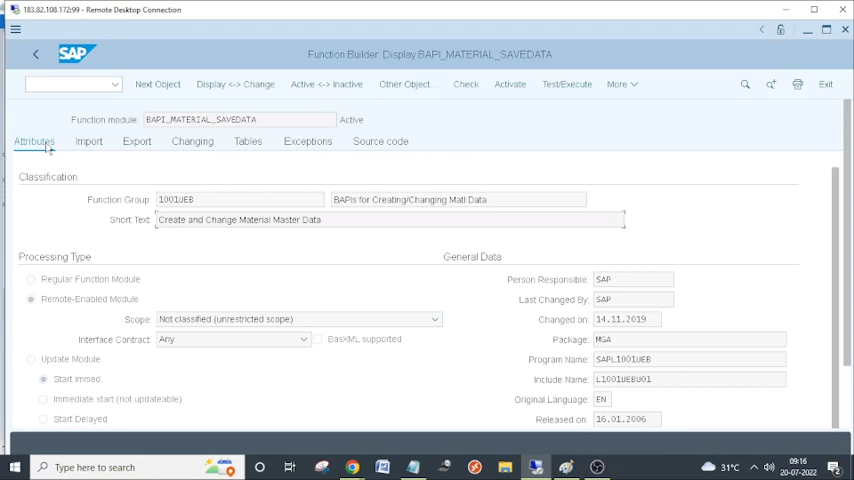 183.82.108.172:99 - Remote Desktop Connection
SAP
Function Builder: Display BAPI_MATERIAL_SAVEDATA
Next Object Display <-> Change Active <-> Inactive Other Object... Check Activate Test/Execute More Exit
Function module: BAPI_MATERIAL_SAVEDATA Active
Attributes Import Export Changing Tables Exceptions Source code
Classification
Function Group: 1001UEB BAPIs for Creating/Changing Matl Data
Short Text: Create and Change Material Master Data
Processing Type General Data
Regular Function Module Person Responsible: SAP
Remote-Enabled Module Last Changed By: SAP
Scope: Not classified (unrestricted scope) Changed on: 14.11.2019
Interface Contract: Any BasXML supported Package: MGA
Update Module Program Name: SAPL1001UEB
Start Immed. Include Name: L1001UEBU01
Immediate start (not updateable) Original Language: EN
Start Delayed Released on: 16.01.2006
Type here to search 31°C 09:16
20-07-2022 2